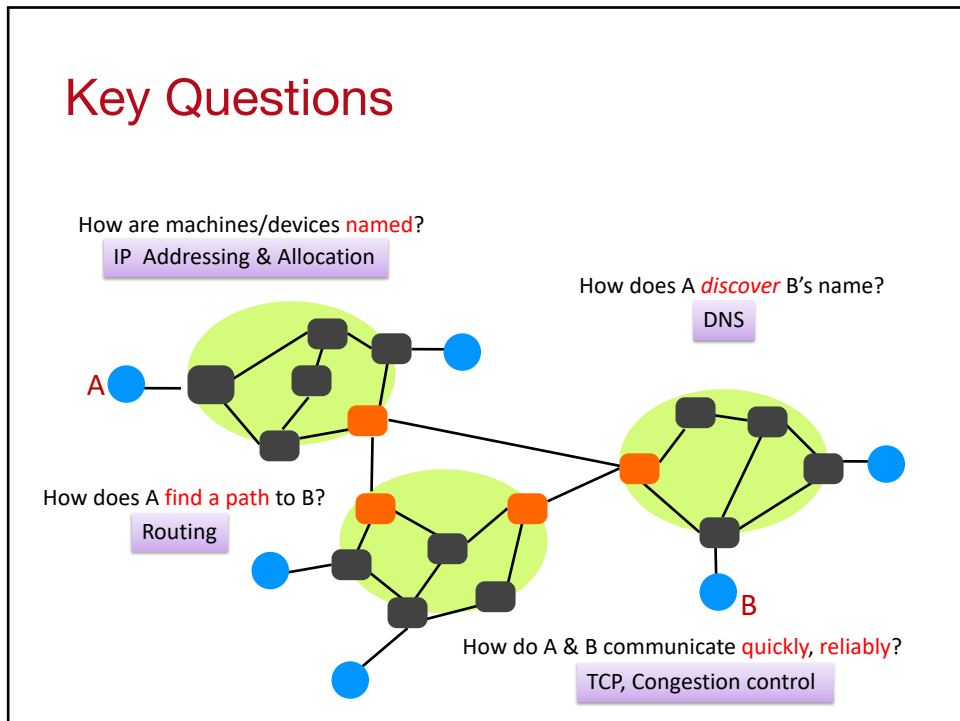 Key Questions
How are machines/devices named?
IP Addressing & Allocation
How does A discover B’s name?
DNS
A
How does A find a path to B?
Routing
B
How do A & B communicate quickly, reliably?
TCP, Congestion control